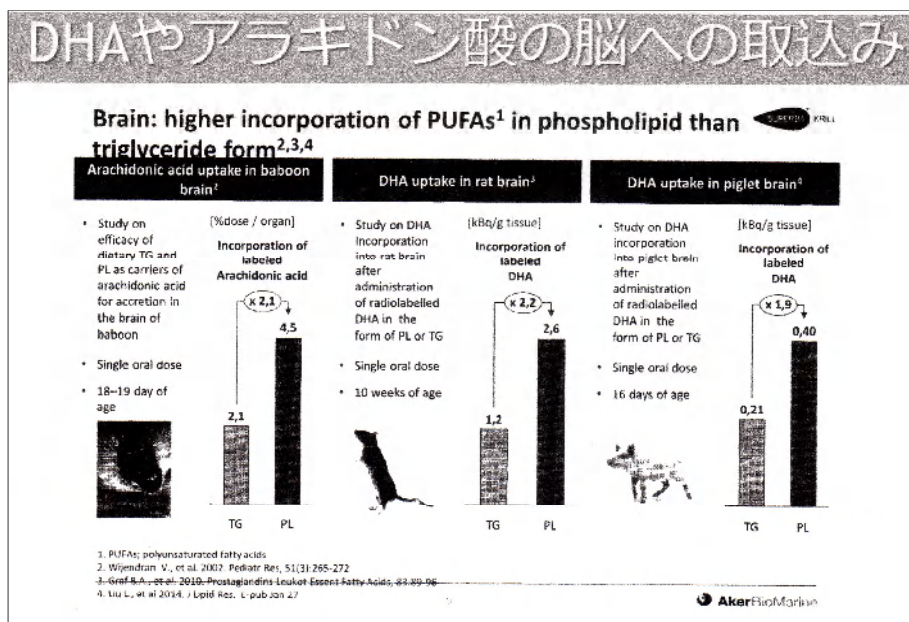 DHAやアラキドン酸の脳への取込み
Brain: higher incorporation of PUFAs¹ in phospholipid than
triglyceride form²,³,⁴
SUPERBA KRILL
Arachidonic acid uptake in baboon
brain²
• Study on
efficacy of
dietary TG and
PL as carriers of
arachidonic acid
for accretion in
the brain of
baboon
• Single oral dose
• 18–19 day of
age
[%dose / organ]
Incorporation of
labeled
Arachidonic acid
x 2,1
4,5
2,1
TG PL
DHA uptake in rat brain³
• Study on DHA
Incorporation
into rat brain
after
administration
of radiolabelled
DHA in the
form of PL or TG
• Single oral dose
• 10 weeks of age
[kBq/g tissue]
Incorporation of
labeled
DHA
x 2,2
2,6
1,2
TG PL
DHA uptake in piglet brain⁴
• Study on DHA
incorporation
into piglet brein
after
administration
of radiolabelled
DHA in the
form of PL or TG
• Single oral dose
• 16 days of age
[kBq/g tissue]
Incorporation of
labeled
DHA
x 1,9
0,40
0,21
TG PL
1. PUFAs; polyunsaturated fatty acids
2. Wijendran V., et al. 2002. Pediatr Res, 51(3):265-272
3. Graf B.A., et al. 2010. Prostaglandins Leukot Essent Fatty Acids, 83:89-96
4. Liu L., et al 2014. J Lipid Res. E-pub Jan 27
AkerBioMarine